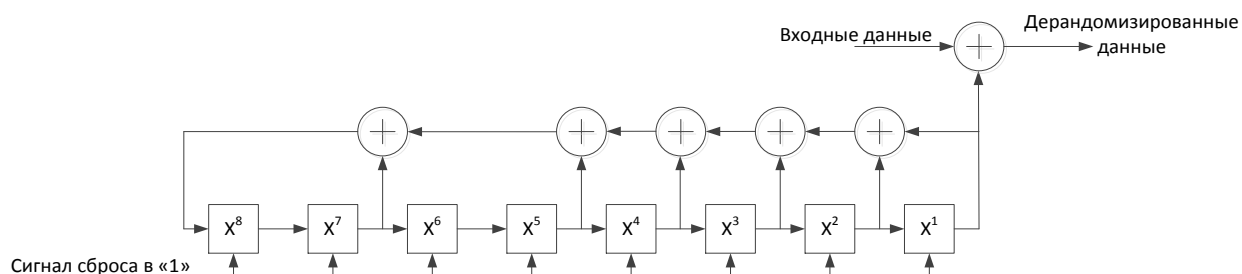 Дерандомизированные
данные
Входные данные
X⁸ X⁷ X⁶ X⁵ X⁴ X³ X² X¹
Сигнал сброса в «1»